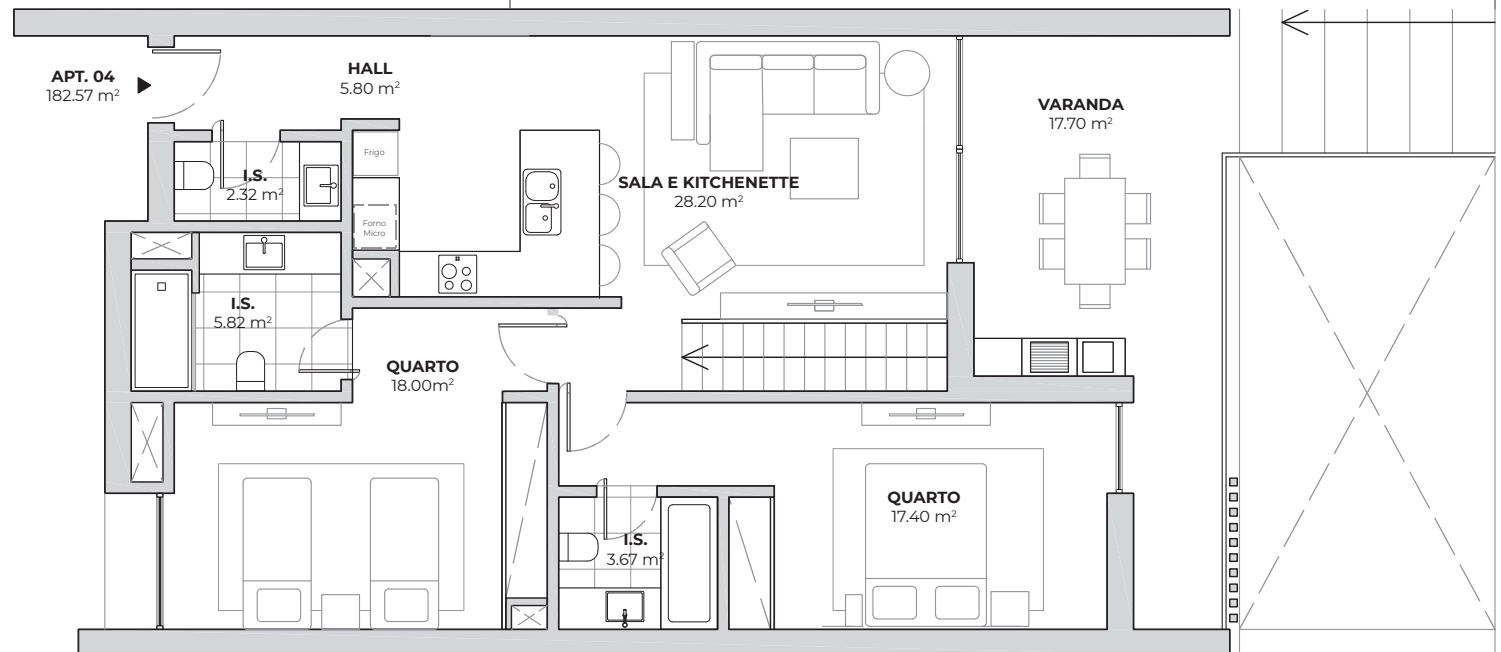 APT. 04
182.57 m²
HALL
5.80 m²
VARANDA
17.70 m²
Frigo
I.S.
2.32 m²
SALA E KITCHENETTE
28.20 m²
Forno
Micro
I.S.
5.82 m²
QUARTO
18.00m²
QUARTO
17.40 m²
I.S.
3.67 m²